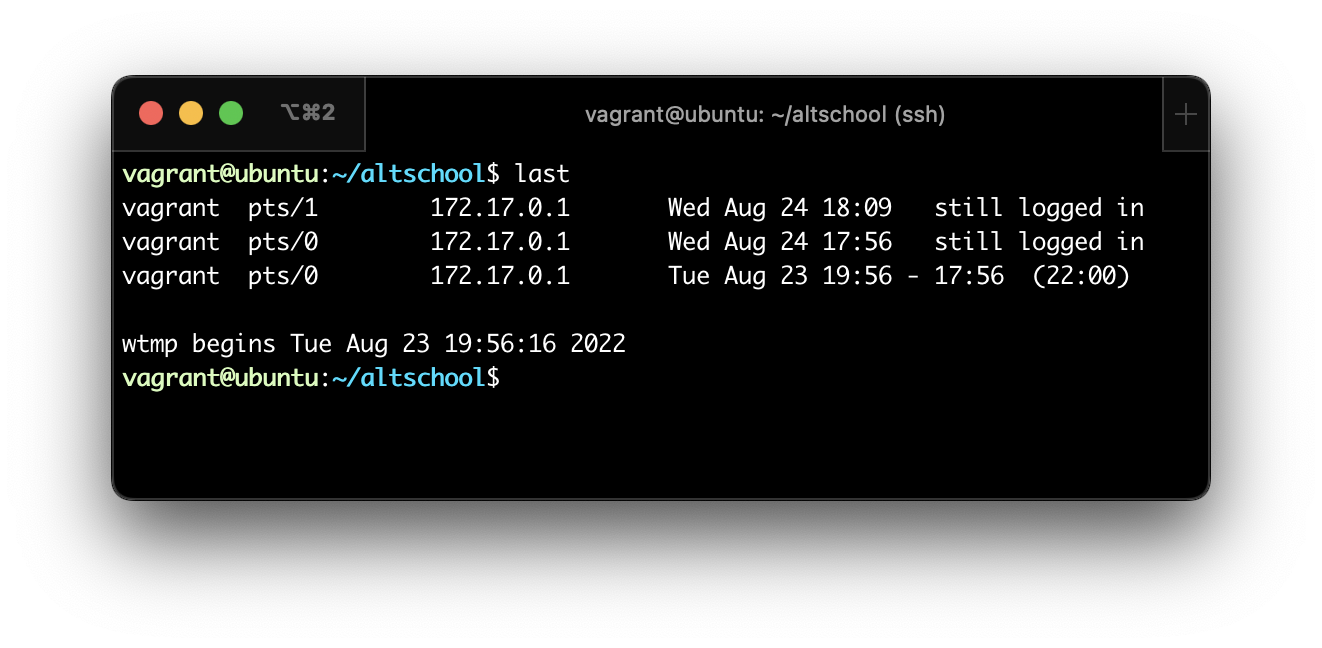 ⌥⌘2
vagrant@ubuntu: ~/altschool (ssh)
vagrant@ubuntu:~/altschool$ last
vagrant  pts/1        172.17.0.1       Wed Aug 24 18:09   still logged in
vagrant  pts/0        172.17.0.1       Wed Aug 24 17:56   still logged in
vagrant  pts/0        172.17.0.1       Tue Aug 23 19:56 - 17:56  (22:00)
wtmp begins Tue Aug 23 19:56:16 2022
vagrant@ubuntu:~/altschool$